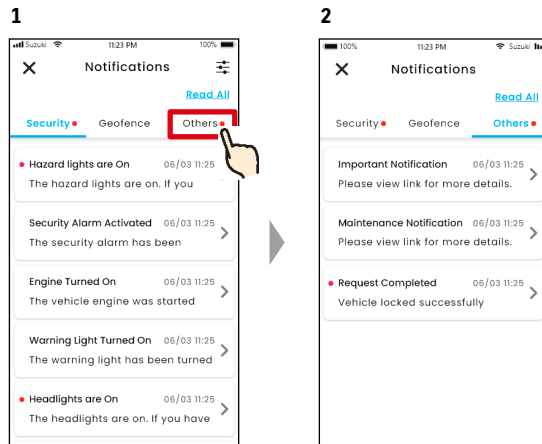 1
Suzuki 11:23 PM 100%
Notifications
Read All
Security Geofence Others
Hazard lights are On 06/03 11:25
The hazard lights are on. If you
Security Alarm Activated 06/03 11:25
The security alarm has been
Engine Turned On 06/03 11:25
The vehicle engine was started
Warning Light Turned On 06/03 11:25
The warning light has been turned
Headlights are On 06/03 11:25
The headlights are on. If you have
2
100% 11:23 PM Suzuki
Notifications
Read All
Security Geofence Others
Important Notification 06/03 11:25
Please view link for more details.
Maintenance Notification 06/03 11:25
Please view link for more details.
Request Completed 06/03 11:25
Vehicle locked successfully